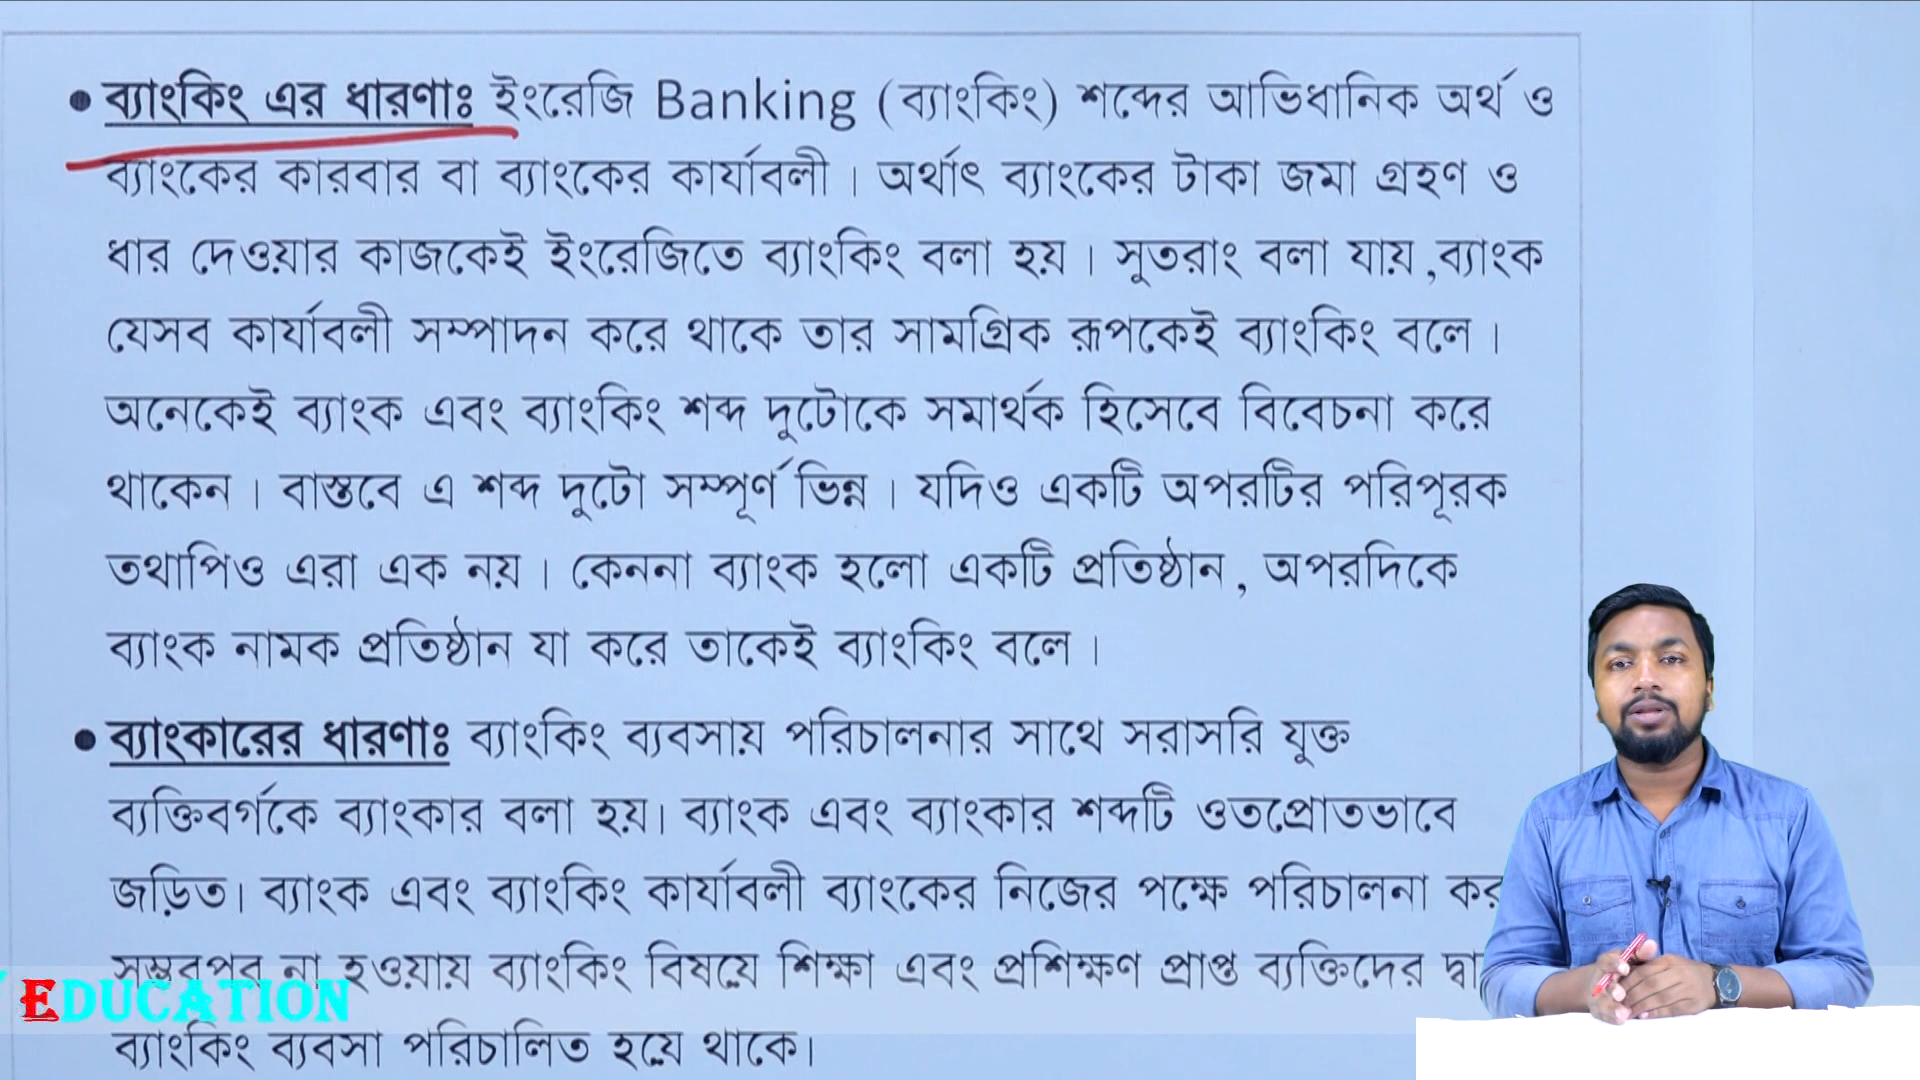 • ব্যাংকিং এর ধারণাঃ ইংরেজি Banking (ব্যাংকিং) শব্দের আভিধানিক অর্থ ও
ব্যাংকের কারবার বা ব্যাংকের কার্যাবলী। অর্থাৎ ব্যাংকের টাকা জমা গ্রহণ ও
ধার দেওয়ার কাজকেই ইংরেজিতে ব্যাংকিং বলা হয়। সুতরাং বলা যায়,ব্যাংক
যেসব কার্যাবলী সম্পাদন করে থাকে তার সামগ্রিক রূপকেই ব্যাংকিং বলে।
অনেকেই ব্যাংক এবং ব্যাংকিং শব্দ দুটোকে সমার্থক হিসেবে বিবেচনা করে
থাকেন। বাস্তবে এ শব্দ দুটো সম্পূর্ণ ভিন্ন। যদিও একটি অপরটির পরিপূরক
তথাপিও এরা এক নয়। কেননা ব্যাংক হলো একটি প্রতিষ্ঠান, অপরদিকে
ব্যাংক নামক প্রতিষ্ঠান যা করে তাকেই ব্যাংকিং বলে।
• ব্যাংকারের ধারণাঃ ব্যাংকিং ব্যবসায় পরিচালনার সাথে সরাসরি যুক্ত
ব্যক্তিবর্গকে ব্যাংকার বলা হয়। ব্যাংক এবং ব্যাংকার শব্দটি ওতপ্রোতভাবে
জড়িত। ব্যাংক এবং ব্যাংকিং কার্যাবলী ব্যাংকের নিজের পক্ষে পরিচালনা
সম্ভবপর না হওয়ায় ব্যাংকিং বিষয়ে শিক্ষা এবং প্রশিক্ষণ প্রাপ্ত ব্যক্তিদের
EDUCATION
ব্যাংকিং ব্যবসা পরিচালিত হয়ে থাকে।